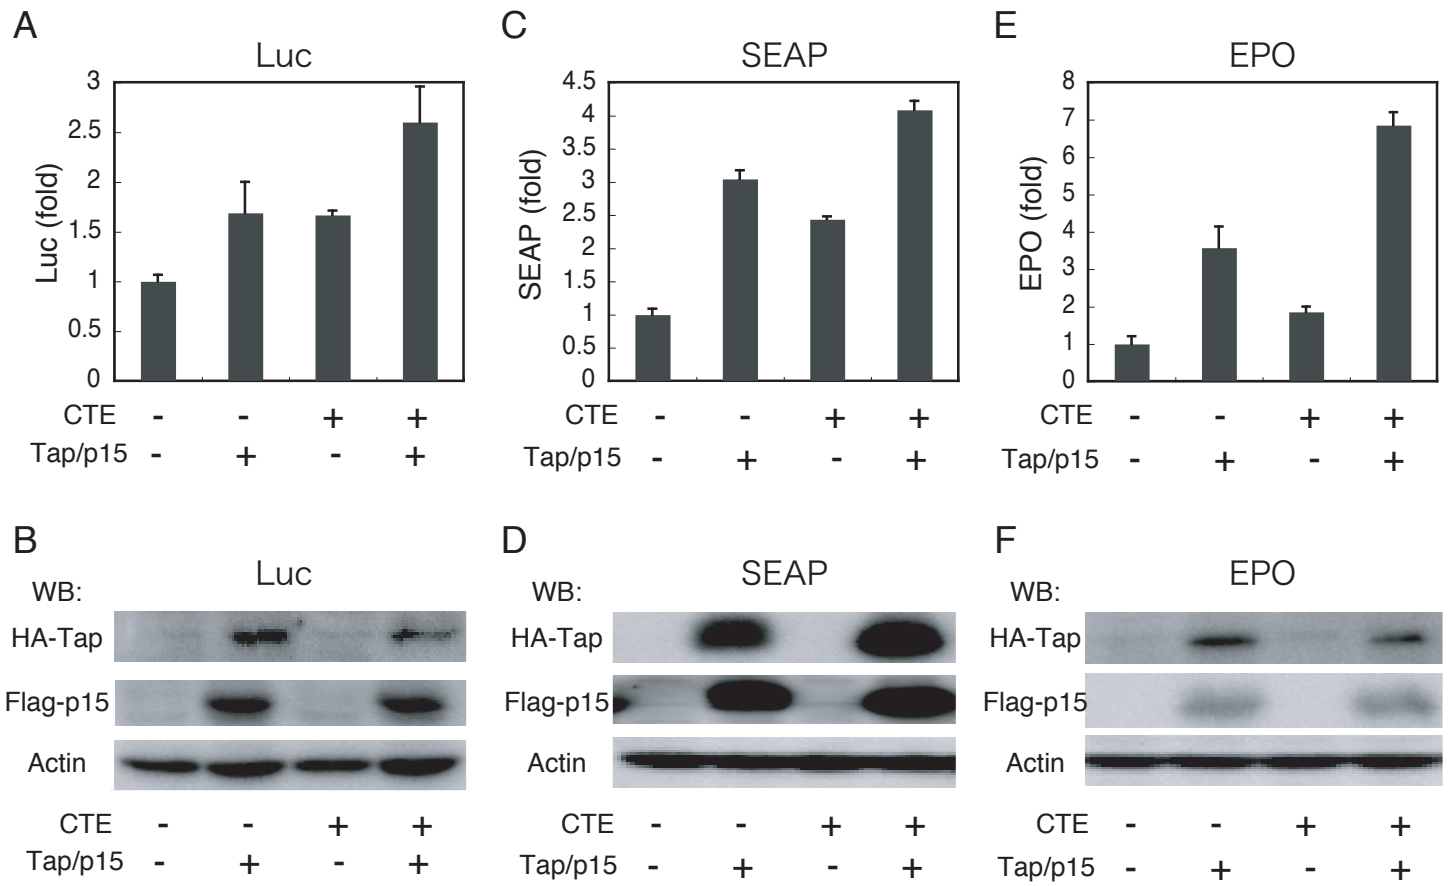 A
Luc
Luc (fold)
3
2.5
2
1.5
1
0.5
0
CTE - - + +
Tap/p15 - + - +
C
SEAP
SEAP (fold)
4.5
4
3.5
3
2.5
2
1.5
1
0.5
0
CTE - - + +
Tap/p15 - + - +
E
EPO
EPO (fold)
8
7
6
5
4
3
2
1
0
CTE - - + +
Tap/p15 - + - +
B
Luc
WB:
HA-Tap
Flag-p15
Actin
CTE - - + +
Tap/p15 - + - +
D
SEAP
WB:
HA-Tap
Flag-p15
Actin
CTE - - + +
Tap/p15 - + - +
F
EPO
WB:
HA-Tap
Flag-p15
Actin
CTE - - + +
Tap/p15 - + - +